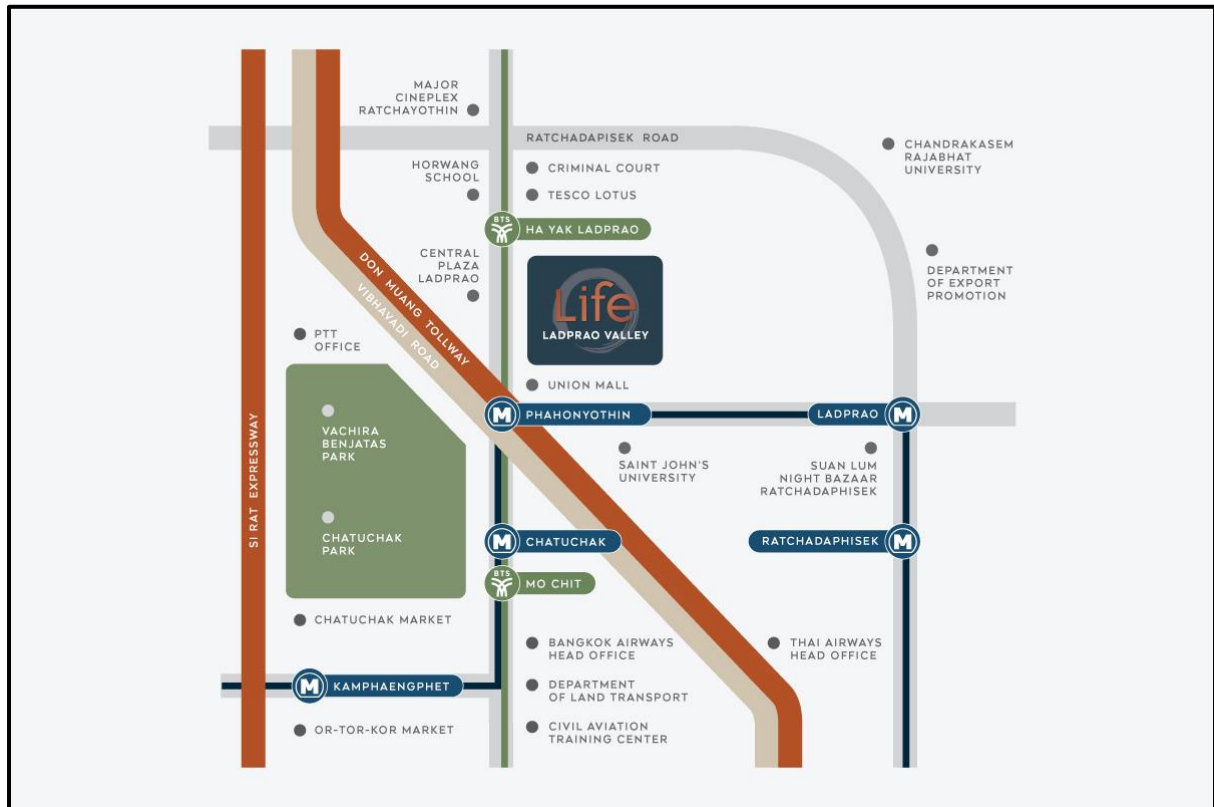 MAJOR
CINEPLEX
RATCHAYOTHIN
RATCHADAPISEK ROAD
CHANDRAKASEM
RAJABHAT
UNIVERSITY
HORWANG
SCHOOL
CRIMINAL COURT
TESCO LOTUS
BTS
HA YAK LADPRAO
CENTRAL
PLAZA
LADPRAO
DEPARTMENT
OF EXPORT
PROMOTION
DON MUANG TOLLWAY
VIBHAVADI ROAD
Life
LADPRAO VALLEY
PTT
OFFICE
UNION MALL
M
PHAHONYOTHIN
LADPRAO
M
SI RAT EXPRESSWAY
VACHIRA
BENJATAS
PARK
SAINT JOHN'S
UNIVERSITY
SUAN LUM
NIGHT BAZAAR
RATCHADAPHISEK
CHATUCHAK
PARK
M
CHATUCHAK
RATCHADAPHISEK
M
BTS
MO CHIT
CHATUCHAK MARKET
BANGKOK AIRWAYS
HEAD OFFICE
THAI AIRWAYS
HEAD OFFICE
M
KAMPHAENGPHET
DEPARTMENT
OF LAND TRANSPORT
OR-TOR-KOR MARKET
CIVIL AVIATION
TRAINING CENTER